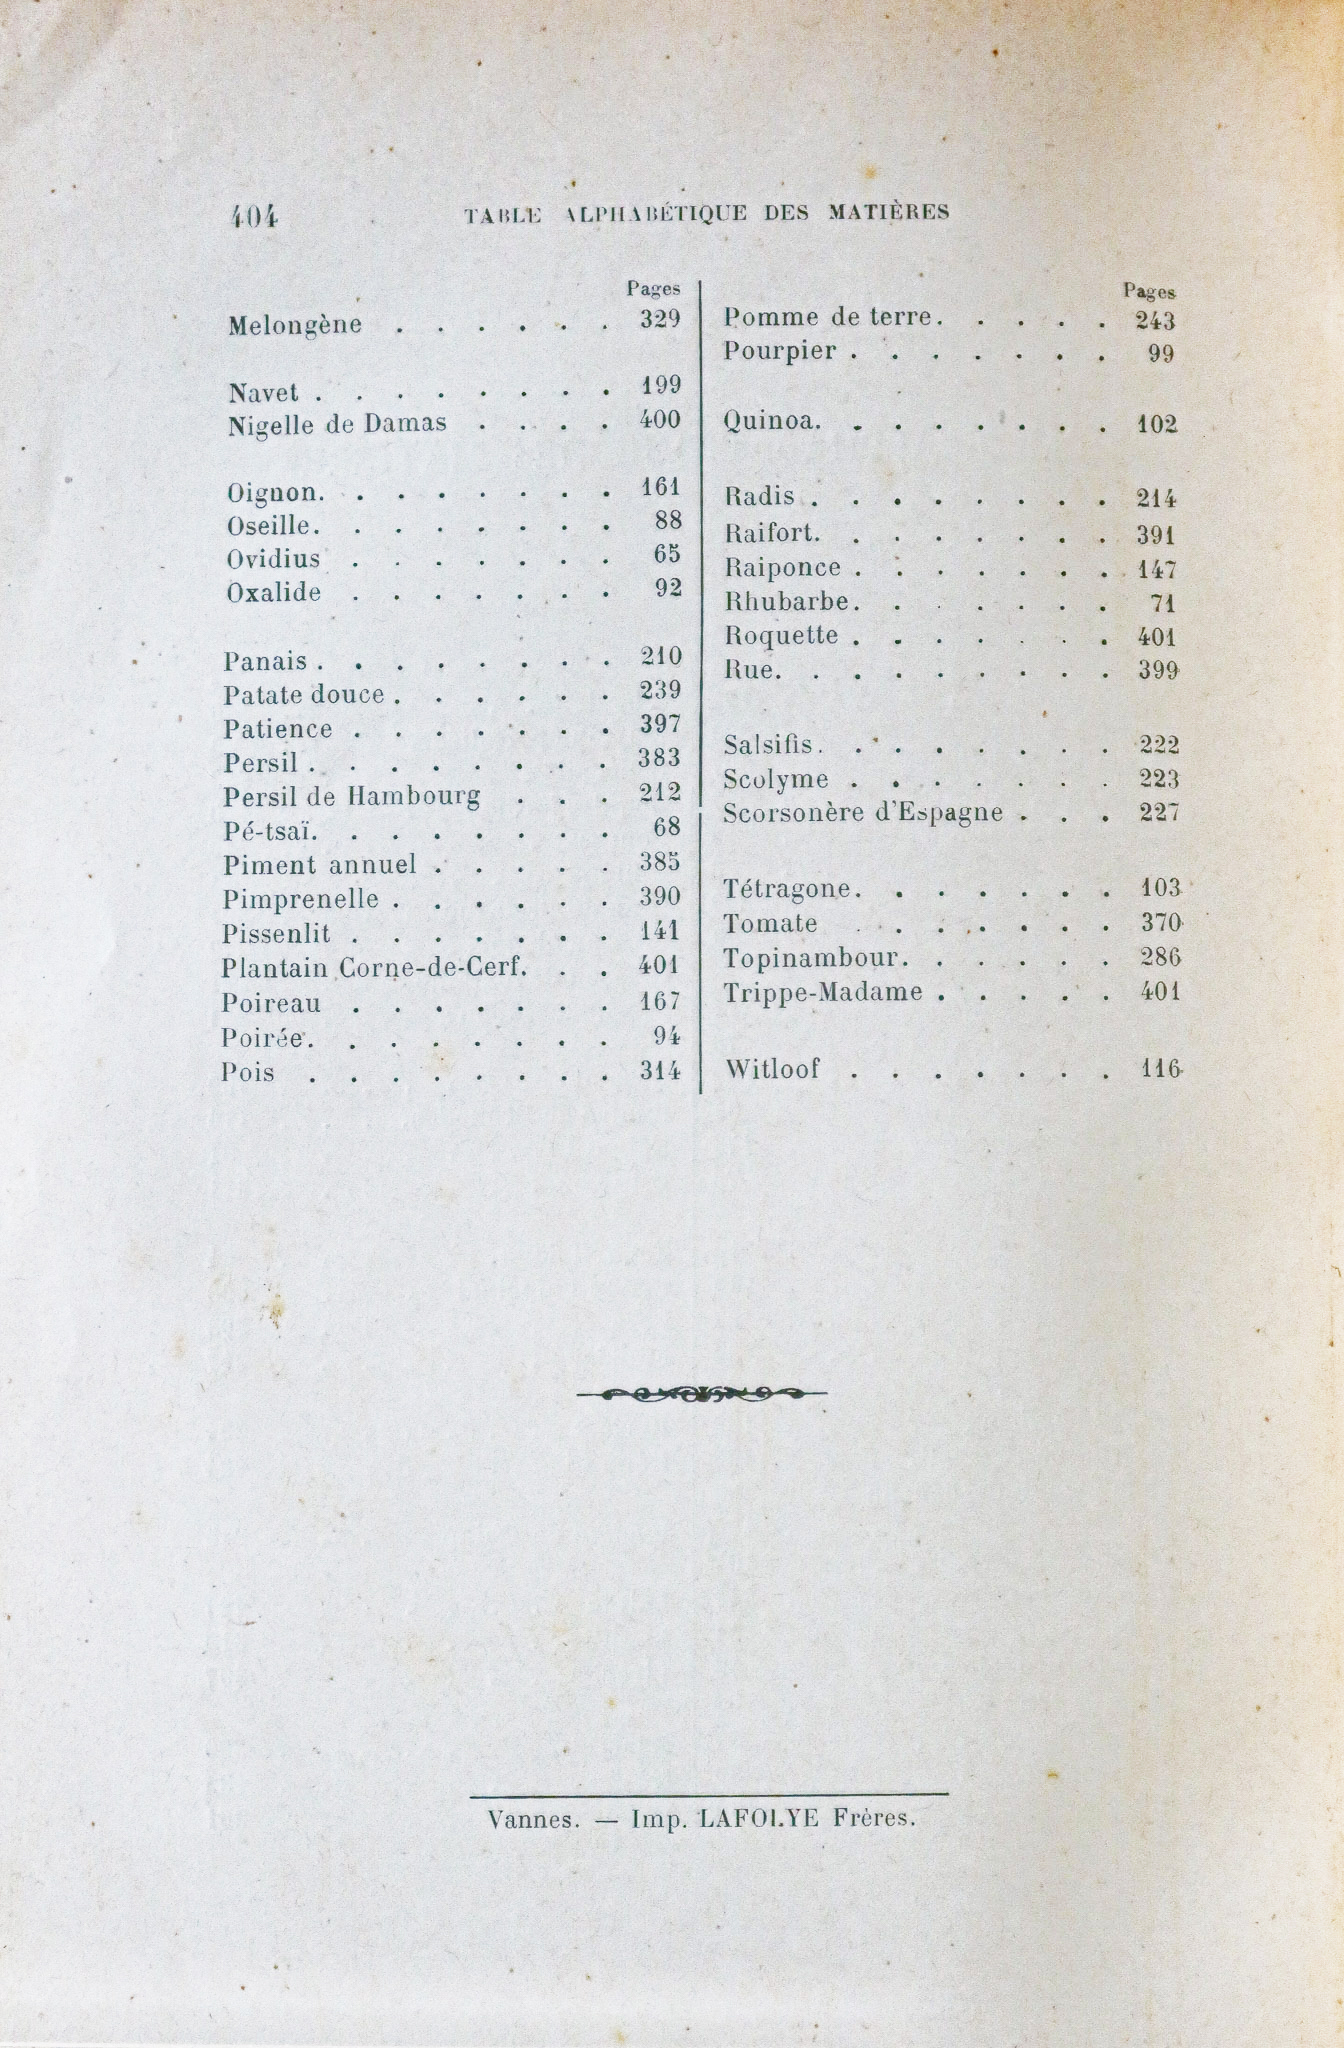 404 TABLE ALPHABÉTIQUE DES MATIÈRES
Pages
Melongène . . . . . . 329
Navet . . . . . . . . 199
Nigelle de Damas . . . . 400
Oignon. . . . . . . . 161
Oseille. . . . . . . . 88
Ovidius . . . . . . . 65
Oxalide . . . . . . . 92
Panais . . . . . . . . 210
Patate douce . . . . . . 239
Patience . . . . . . . 397
Persil . . . . . . . . 383
Persil de Hambourg . . . 212
Pé-tsaï. . . . . . . . 68
Piment annuel . . . . . 385
Pimprenelle . . . . . . 390
Pissenlit . . . . . . . 141
Plantain Corne-de-Cerf. . . 401
Poireau . . . . . . . 167
Poirée. . . . . . . . 94
Pois . . . . . . . . 314
Pages
Pomme de terre. . . . . 243
Pourpier . . . . . . . 99
Quinoa. . . . . . . . 102
Radis . . . . . . . . 214
Raifort. . . . . . . . 391
Raiponce . . . . . . . 147
Rhubarbe. . . . . . . 71
Roquette . . . . . . . 401
Rue. . . . . . . . . 399
Salsifis. . . . . . . . 222
Scolyme . . . . . . . 223
Scorsonère d'Espagne . . . 227
Tétragone. . . . . . . 103
Tomate . . . . . . . 370
Topinambour. . . . . . 286
Trippe-Madame . . . . . 401
Witloof . . . . . . . 116
Vannes. — Imp. LAFOLYE Frères.